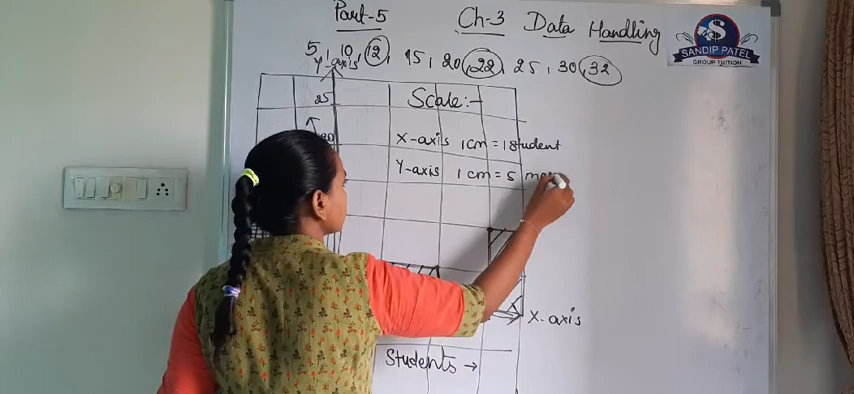 Part-5 Ch-3 Data Handling
SANDIP PATEL
GROUP TUITION
5, 10, 12, 15, 20, 22, 25, 30, 32
Y-axis
25
Scale:-
20
X-axis 1cm = 1 Student
Y-axis 1cm = 5
X-axis
Students →